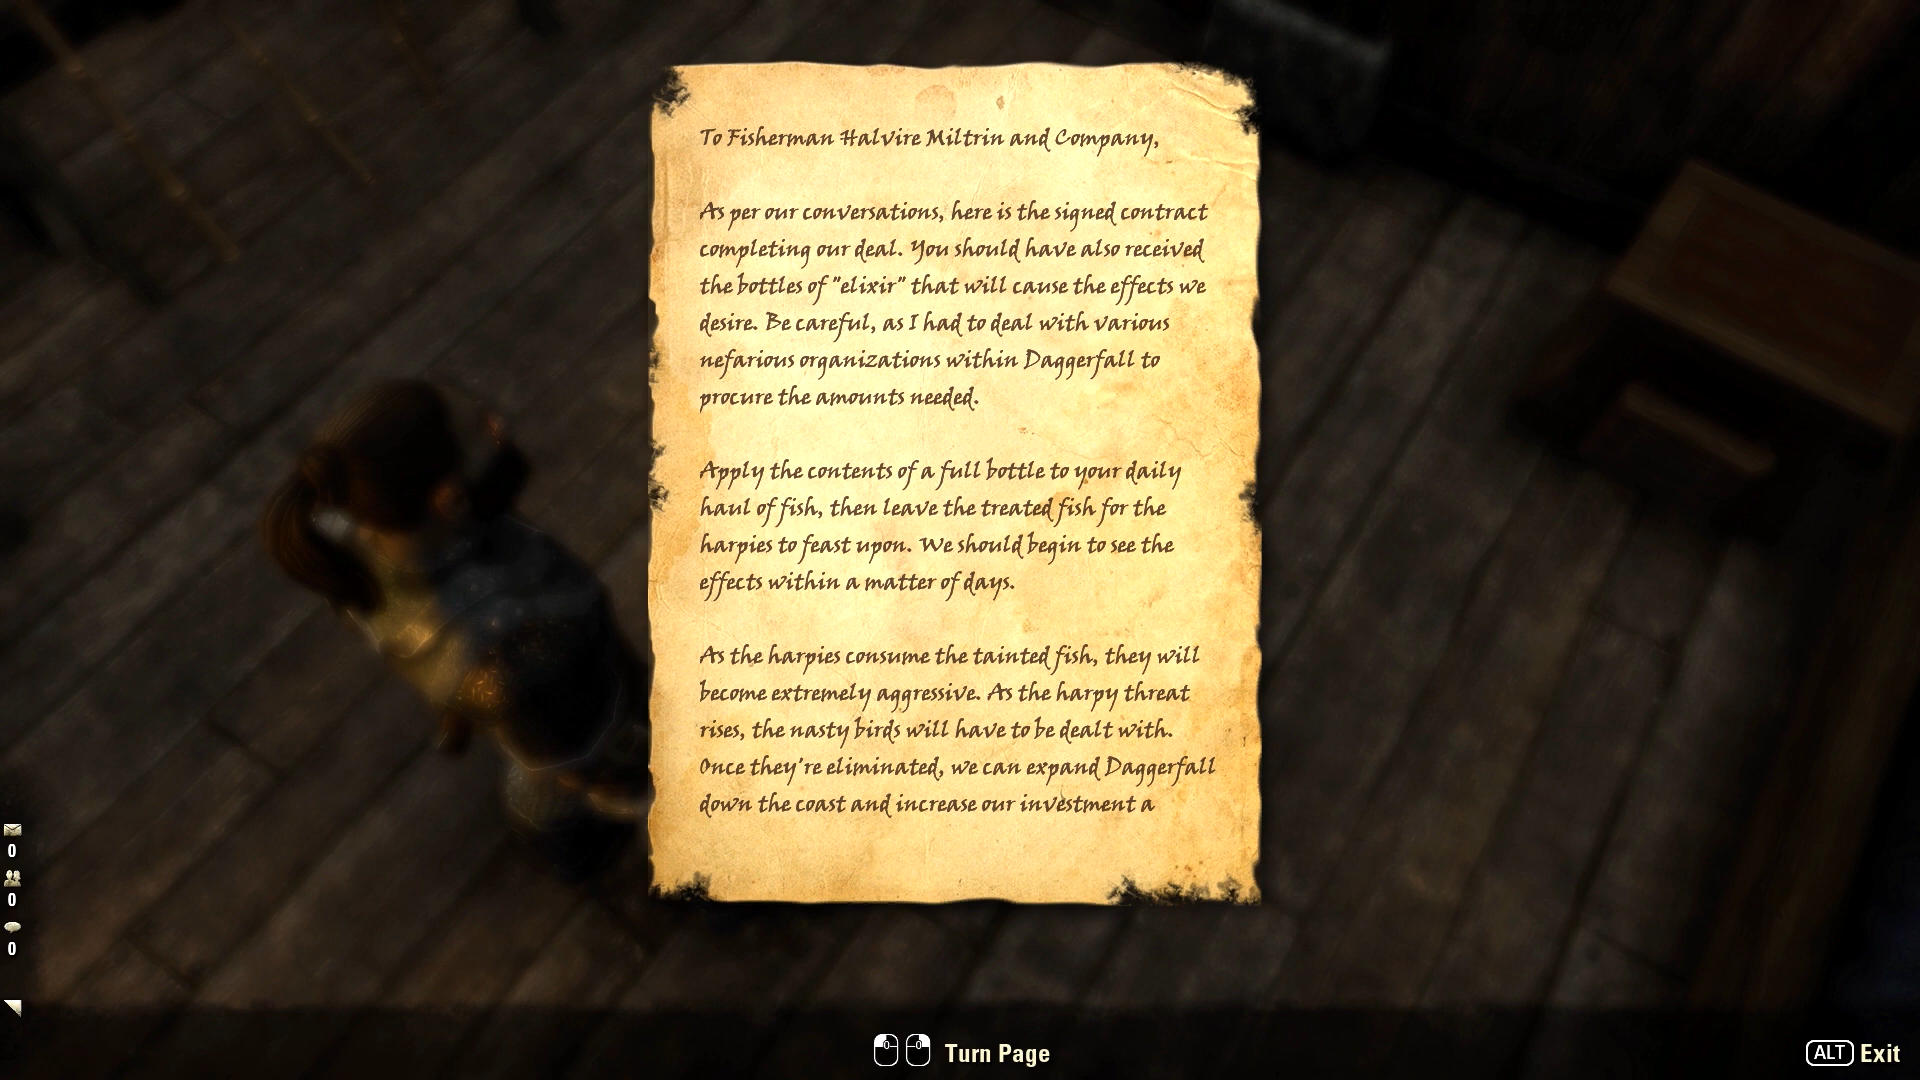 To Fisherman Halvire Miltrin and Company,
As per our conversations, here is the signed contract
completing our deal. You should have also received
the bottles of "elixir" that will cause the effects we
desire. Be careful, as I had to deal with various
nefarious organizations within Daggerfall to
procure the amounts needed.
Apply the contents of a full bottle to your daily
haul of fish, then leave the treated fish for the
harpies to feast upon. We should begin to see the
effects within a matter of days.
As the harpies consume the tainted fish, they will
become extremely aggressive. As the harpy threat
rises, the nasty birds will have to be dealt with.
Once they're eliminated, we can expand Daggerfall
down the coast and increase our investment a
0
0
0
Turn Page
ALT Exit